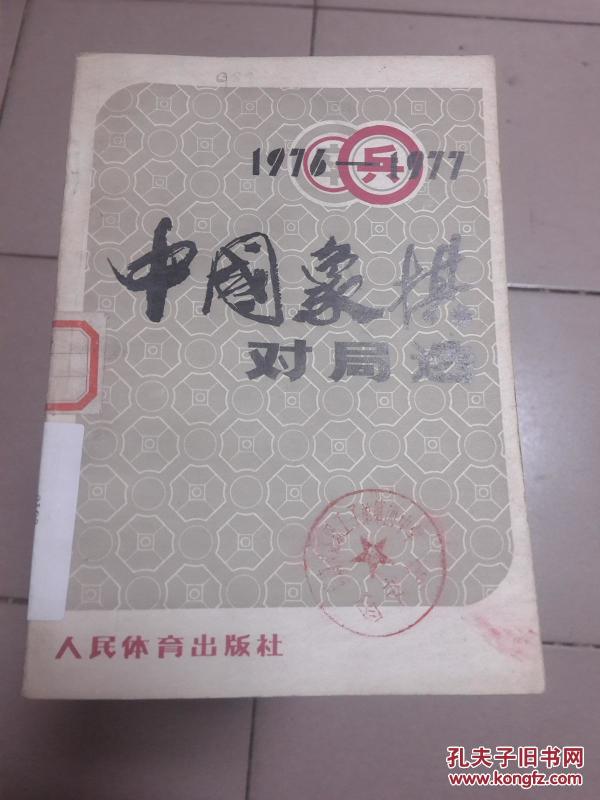 1976—1977
兵
中國象棋
对局选
人民体育出版社
孔夫子旧书网
www.kongfz.com